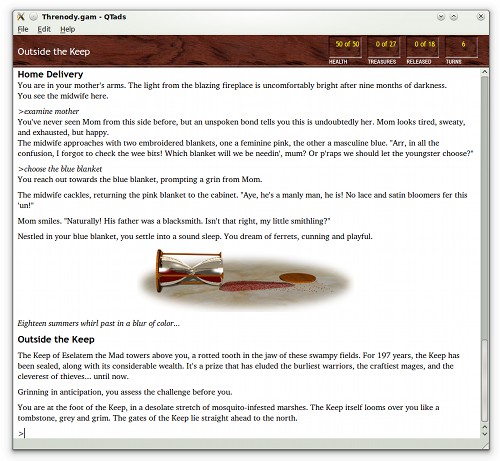 Threnody.gam - QTads
File Edit Help
Outside the Keep
50 of 50 0 of 27 0 of 18 6
HEALTH TREASURES RELEASED TURNS
Home Delivery
You are in your mother's arms. The light from the blazing fireplace is uncomfortably bright after nine months of darkness.
You see the midwife here.
>examine mother
You've never seen Mom from this side before, but an unspoken bond tells you this is undoubtedly her. Mom looks tired, sweaty,
and exhausted, but happy.
The midwife approaches with two embroidered blankets, one a feminine pink, the other a masculine blue. "Arr, in all the
confusion, I forgot to check the wee bits! Which blanket will we be needin', mum? Or p'raps we should let the youngster choose?"
>choose the blue blanket
You reach out towards the blue blanket, prompting a grin from Mom.
The midwife cackles, returning the pink blanket to the cabinet. "Aye, he's a manly man, he is! No lace and satin bloomers fer this
'un!"
Mom smiles. "Naturally! His father was a blacksmith. Isn't that right, my little smithling?"
Nestled in your blue blanket, you settle into a sound sleep. You dream of ferrets, cunning and playful.
Eighteen summers whirl past in a blur of color...
Outside the Keep
The Keep of Eselatem the Mad towers above you, a rotted tooth in the jaw of these swampy fields. For 197 years, the Keep has
been sealed, along with its considerable wealth. It's a prize that has eluded the burliest warriors, the craftiest mages, and the
cleverest of thieves... until now.
Grinning in anticipation, you assess the challenge before you.
You are at the foot of the Keep, in a desolate stretch of mosquito-infested marshes. The Keep itself looms over you like a
tombstone, grey and grim. The gates of the Keep lie straight ahead to the north.
>